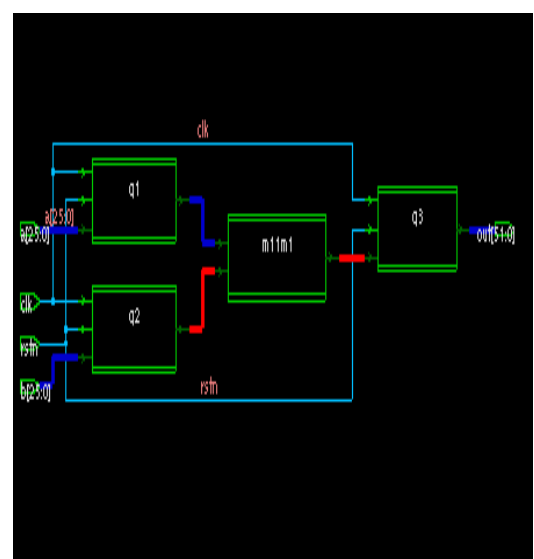 clk
q1
a[25:0]
a[25:0]
q3
out[51:0]
m11m1
clk
q2
rstn
b[25:0]
rstn